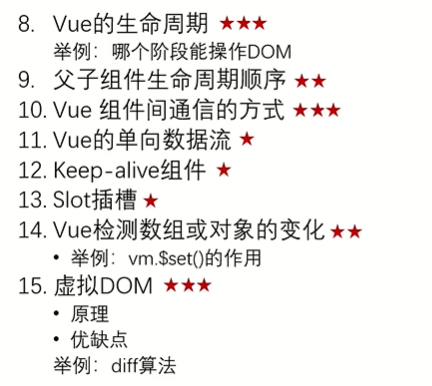 8. Vue的生命周期 ★★★
举例：哪个阶段能操作DOM
9. 父子组件生命周期顺序 ★★
10. Vue 组件间通信的方式 ★★★
11. Vue的单向数据流 ★
12. Keep-alive组件 ★
13. Slot插槽 ★
14. Vue检测数组或对象的变化 ★★
• 举例：vm.$set()的作用
15. 虚拟DOM ★★★
• 原理
• 优缺点
举例：diff算法